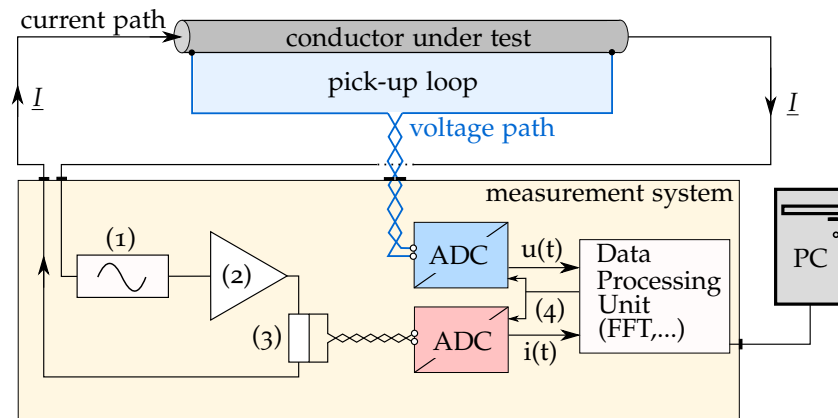 current path
conductor under test
pick-up loop
I
I
voltage path
measurement system
(1)
(2)
ADC
u(t)
Data
Processing
Unit
(FFT,...)
PC
(3)
(4)
ADC
i(t)